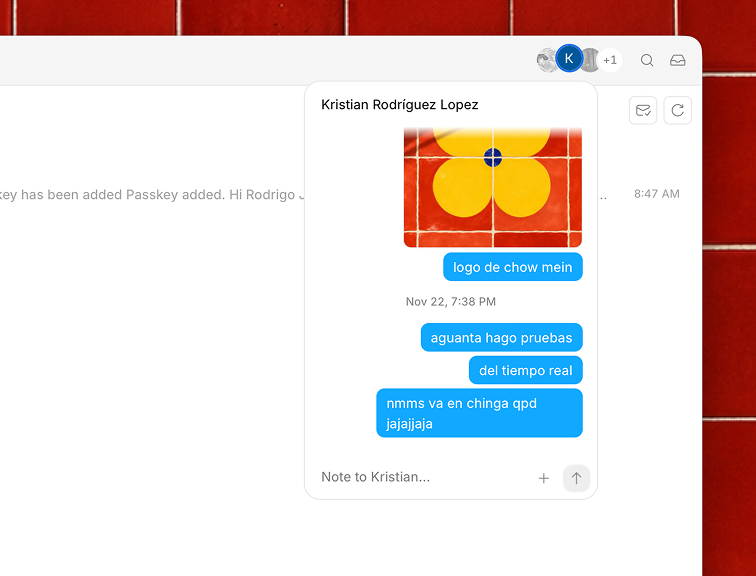 K
+1
Kristian Rodríguez Lopez
key has been added Passkey added. Hi Rodrigo
..
8:47 AM
logo de chow mein
Nov 22, 7:38 PM
aguanta hago pruebas
del tiempo real
nmms va en chinga qpd
jajajjaja
Note to Kristian...